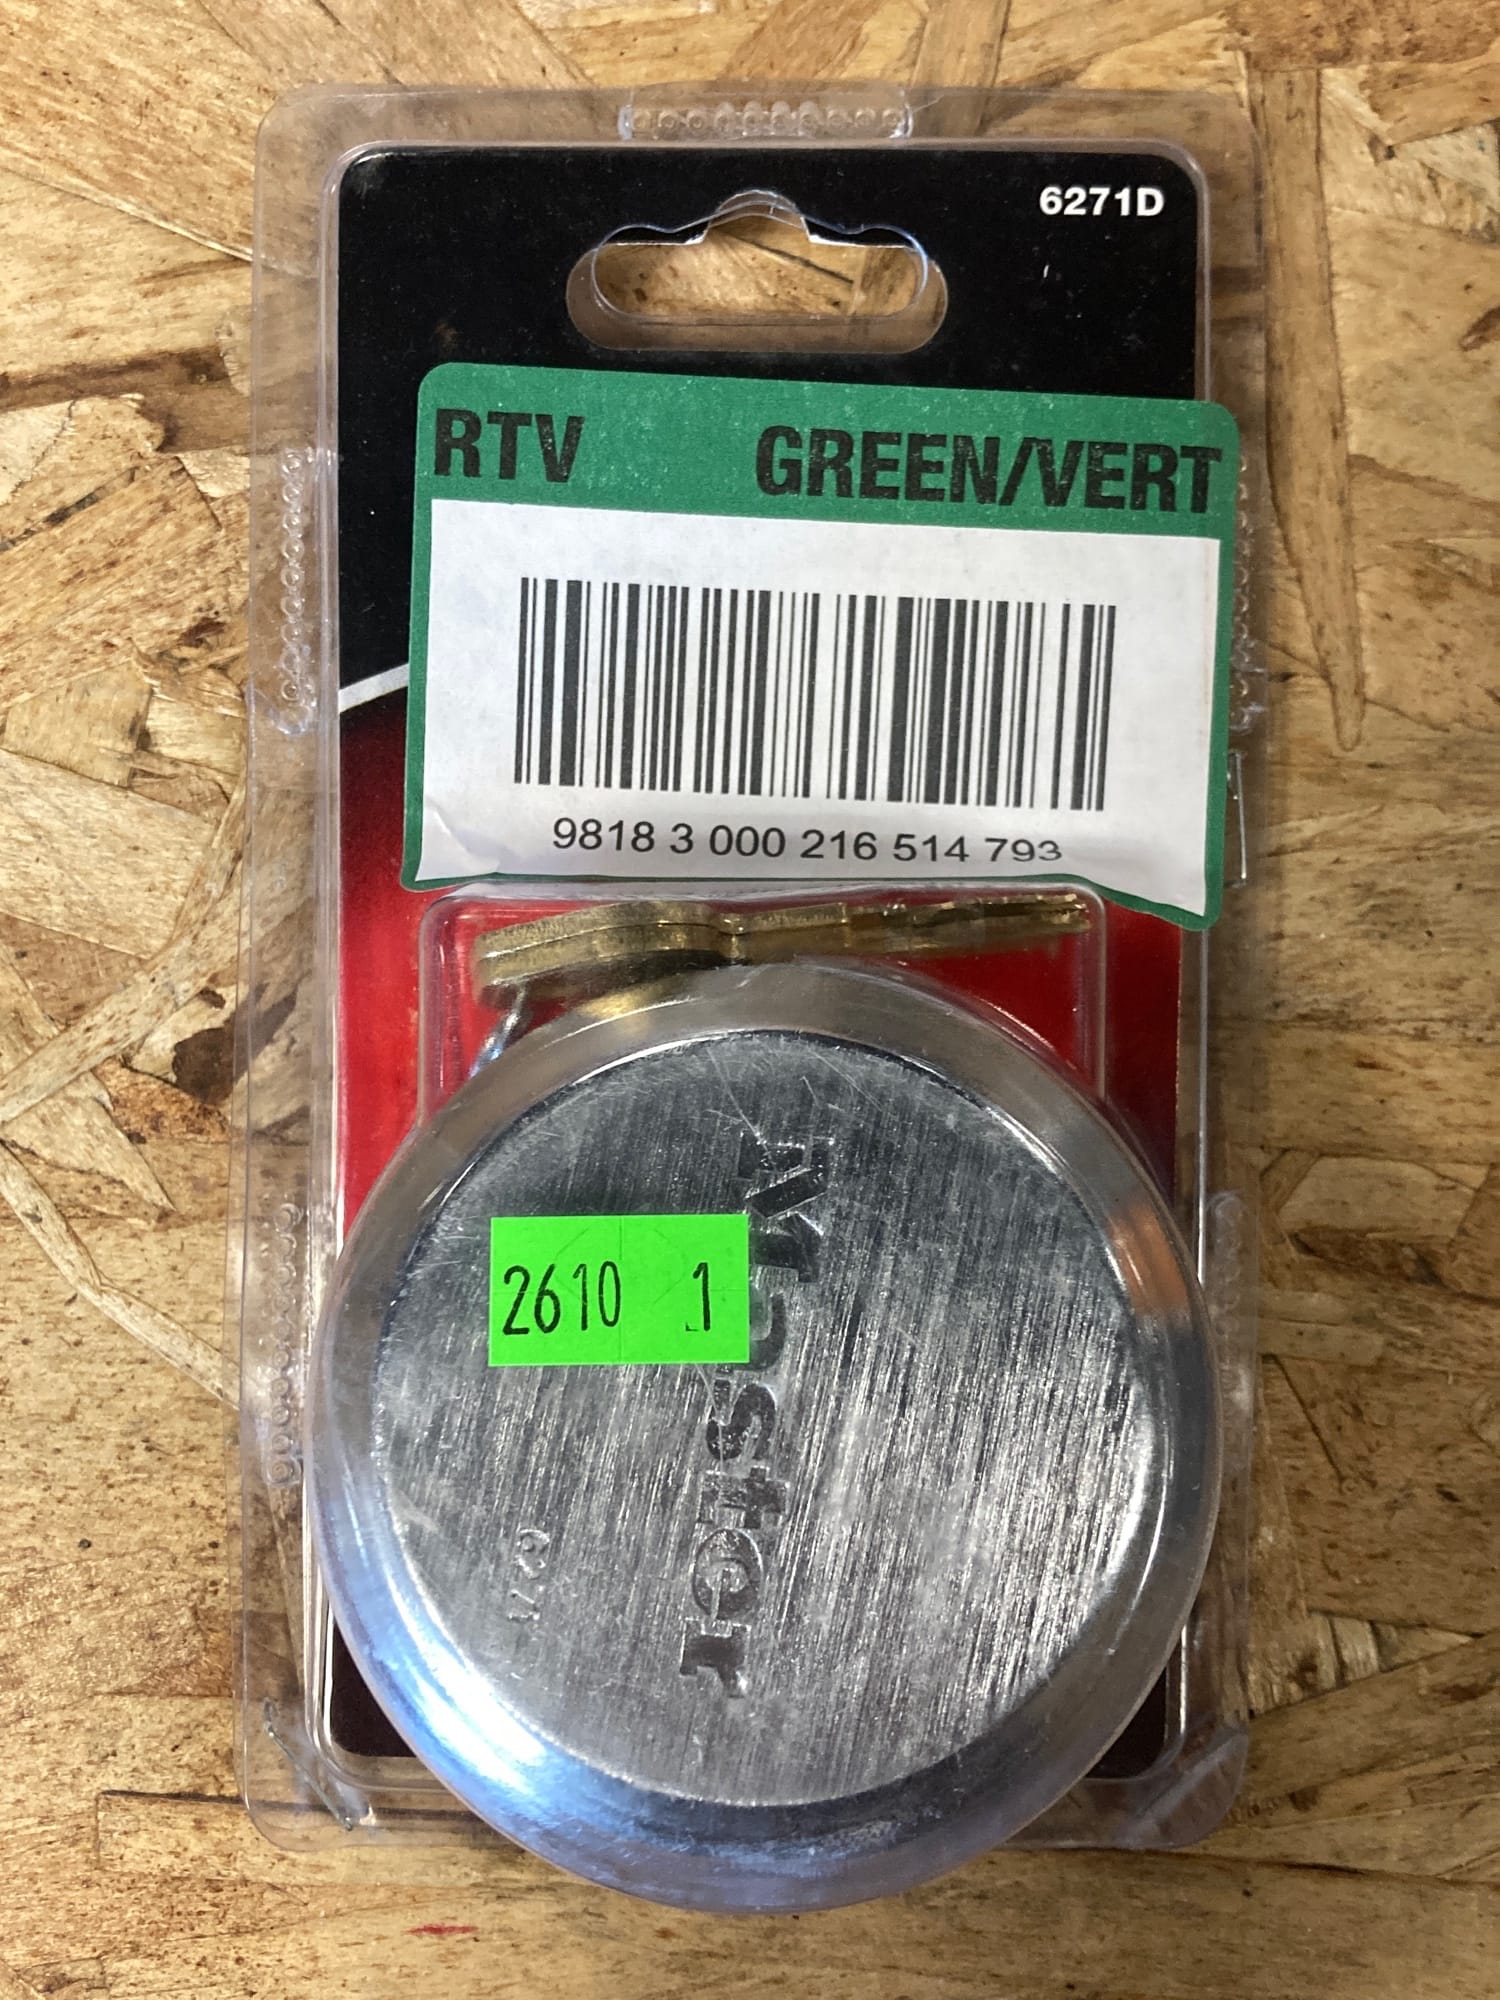 6271D
RTV GREEN/VERT
9818 3 000 216 514 793
2610 1
Master
6271